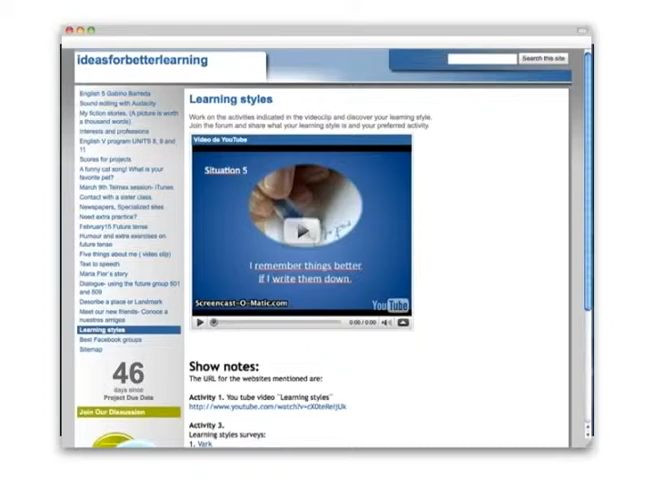 ideasforbetterlearning
Search this site
English 5 Gabino Barreda
Sound editing with Audacity
My fiction stories. (A picture is worth
a thousand words)
Interests and professions
English V program UNITS 8, 9 and
11
Scores for projects
A funny cat song! What is your
favorite pet?
March 9th Telmex session- iTunes
Contact with a sister class.
Newspapers, Specialized sites
Need extra practice?
February15 Future tense
Humour and extra exercises on
future tense
Five things about me ( video clip)
Text to speech
Maria Fler's story
Dialogue- using the future group 601
and 609
Describe a place or Landmark
Meet our new friends- Conoce a
nuestros amigos
Learning styles
Best Facebook groups
Sitemap
46
days since
Project Due Date
Join Our Discussion
Learning styles
Work on the activities indicated in the videoclip and discover your learning style.
Join the forum and share what your learning style is and your preferred activity.
Video de YouTube
Situation 5
I remember things better
if I write them down.
Screencast-O-Matic.com
YouTube
0:00 / 0:00
Show notes:
The URL for the websites mentioned are:
Activity 1. You tube video ¨Learning styles¨
Activity 3.
Learning styles surveys:
1. Vark